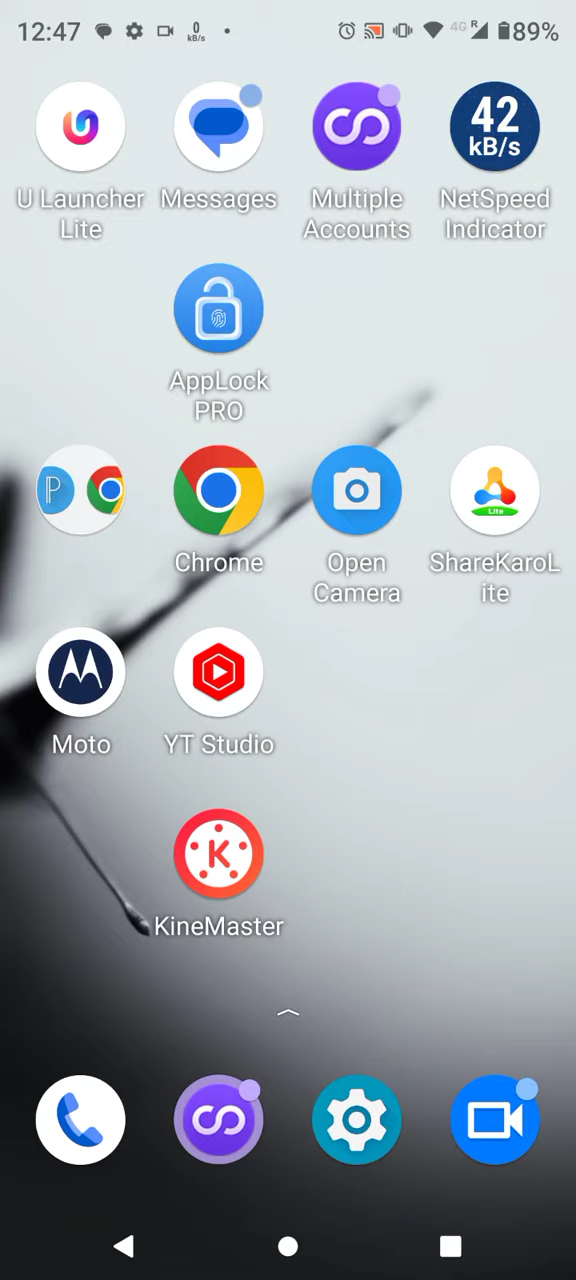 12:47
0
kB/s
4G
R
89%
42
kB/s
U Launcher
Lite
Messages
Multiple
Accounts
NetSpeed
Indicator
AppLock
PRO
P
Chrome
Open
Camera
Lite
ShareKaroL
ite
Moto
YT Studio
K
KineMaster